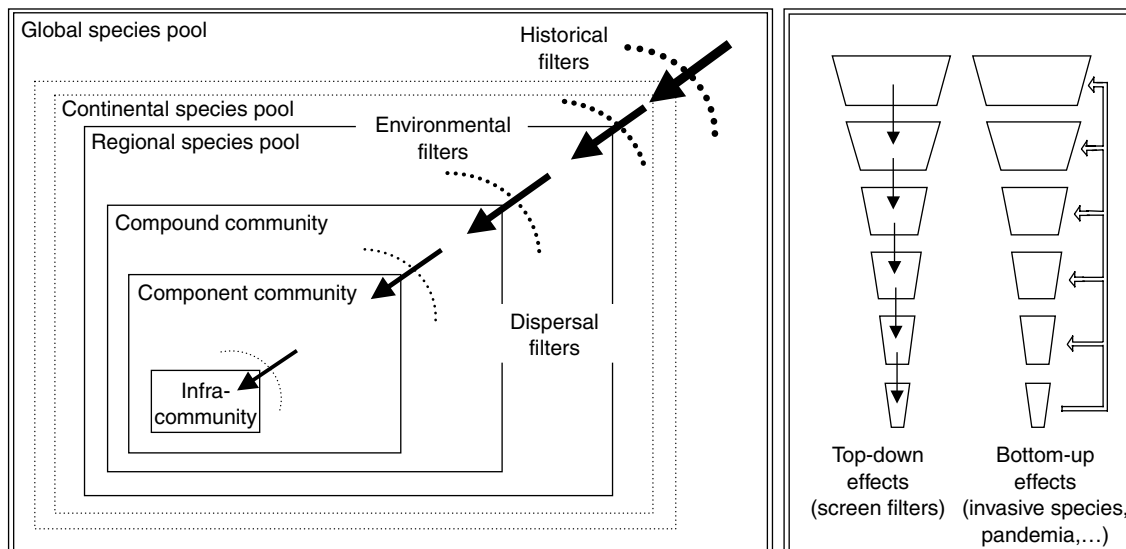 Global species pool
Historical
filters
Continental species pool
Environmental
filters
Regional species pool
Compound community
Component community
Dispersal
filters
Infra-
community
Top-down
effects
(screen filters)
Bottom-up
effects
(invasive species,
pandemia,…)